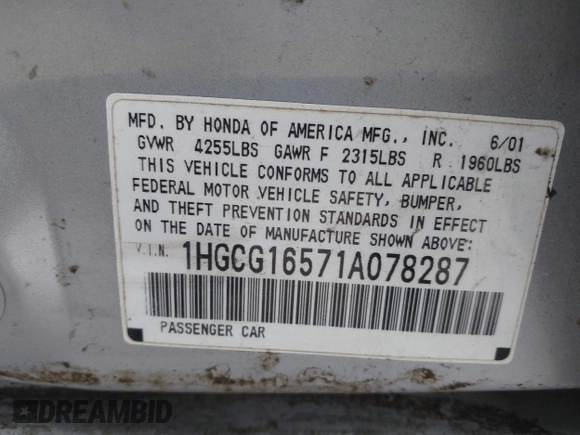 MFD. BY HONDA OF AMERICA MFG., INC. 6/01
GVWR 4255LBS GAWR F 2315LBS R 1960LBS
THIS VEHICLE CONFORMS TO ALL APPLICABLE
FEDERAL MOTOR VEHICLE SAFETY, BUMPER,
AND THEFT PREVENTION STANDARDS IN EFFECT
ON THE DATE OF MANUFACTURE SHOWN ABOVE:
V.I.N. 1HGCG16571A078287
PASSENGER CAR
DREAMBID